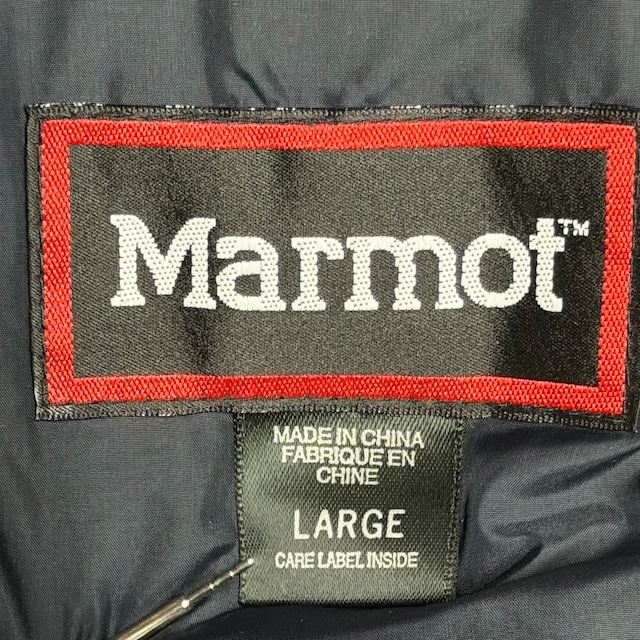 Marmot™
MADE IN CHINA
FABRIQUE EN
CHINE
LARGE
CARE LABEL INSIDE